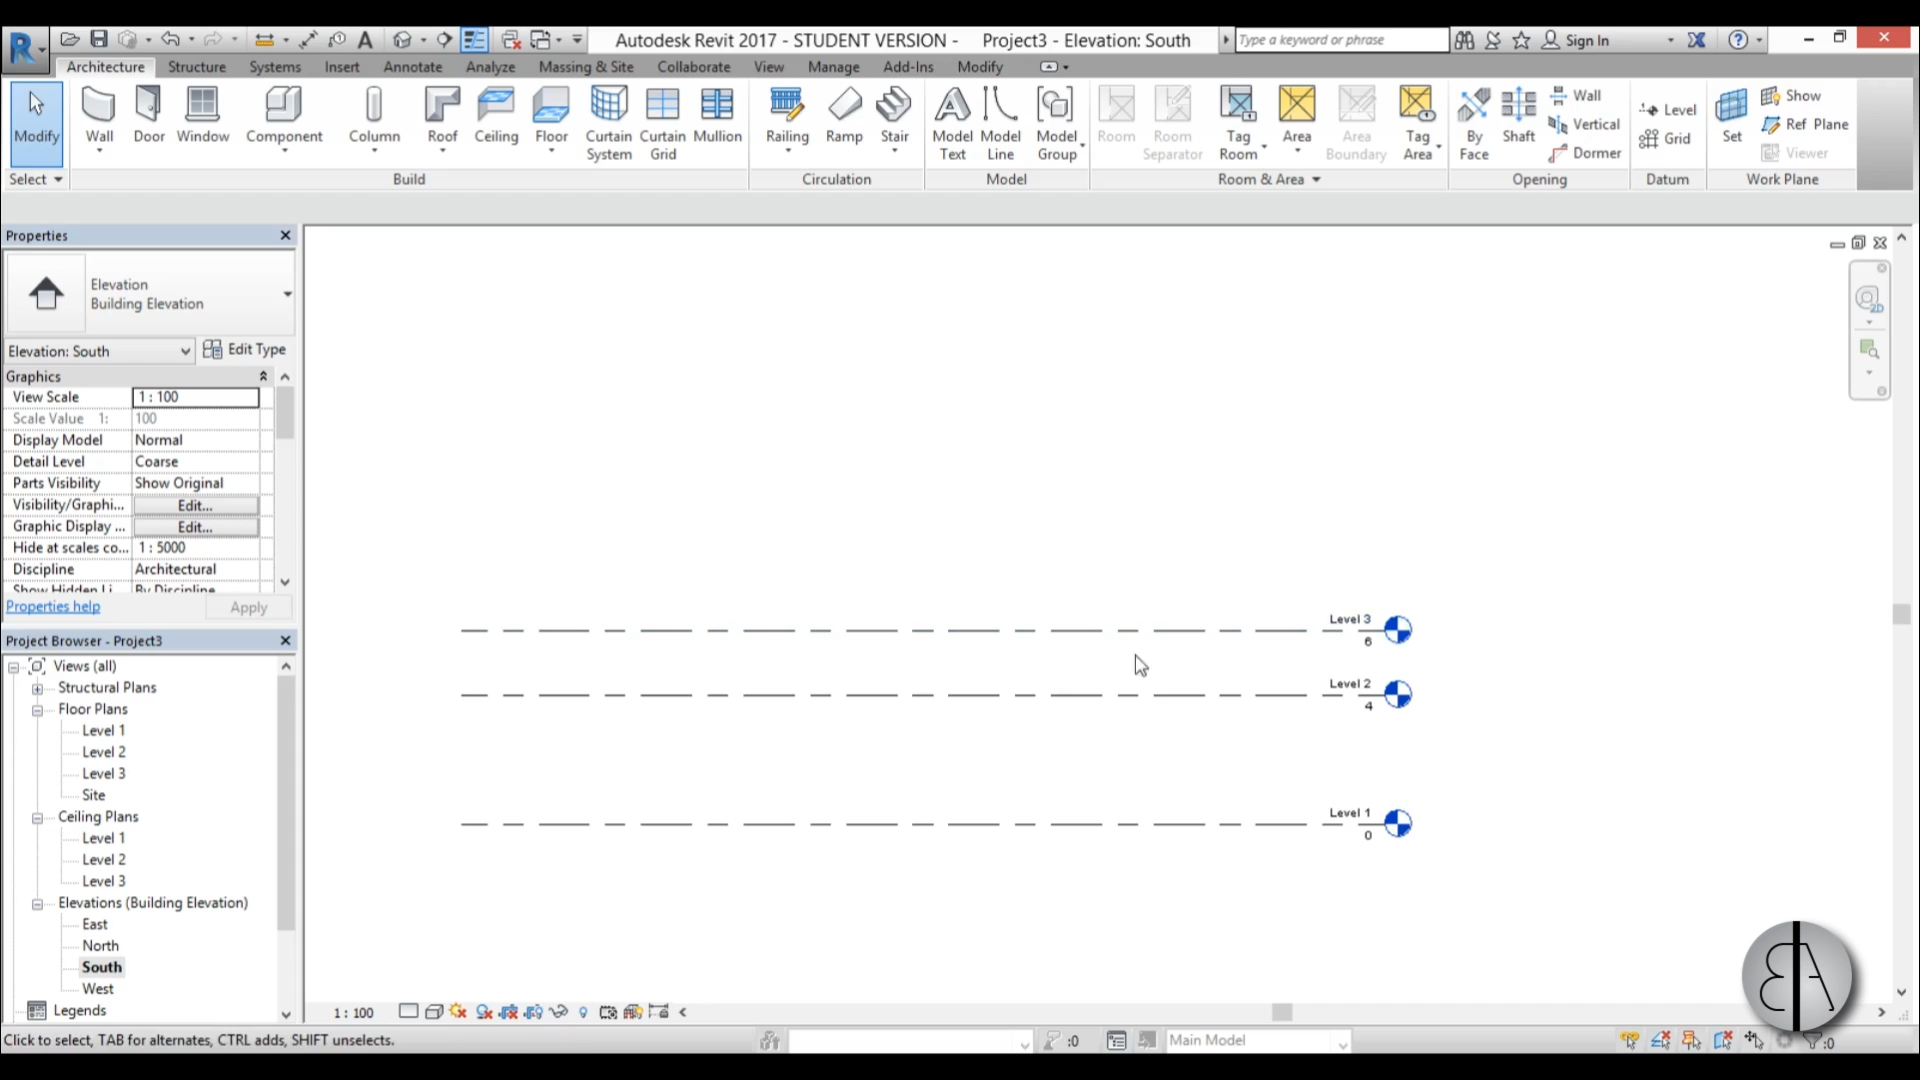 Autodesk Revit 2017 - STUDENT VERSION - Project3 - Elevation: South
Type a keyword or phrase
Sign In
Architecture Structure Systems Insert Annotate Analyze Massing & Site Collaborate View Manage Add-Ins Modify
Modify Wall Door Window Component Column Roof Ceiling Floor Curtain System Curtain Grid Mullion Railing Ramp Stair Model Text Model Line Model Group Room Room Separator Tag Room Area Area Boundary Tag Area By Face Shaft Wall Vertical Dormer Level Grid Set Show Ref Plane Viewer
Select Build Circulation Model Room & Area Opening Datum Work Plane
Properties
Elevation
Building Elevation
Elevation: South Edit Type
Graphics
View Scale 1 : 100
Scale Value 1: 100
Display Model Normal
Detail Level Coarse
Parts Visibility Show Original
Visibility/Graphi... Edit...
Graphic Display ... Edit...
Hide at scales co... 1 : 5000
Discipline Architectural
Show Hidden Li By Discipline
Properties help Apply
Project Browser - Project3
Views (all)
Structural Plans
Floor Plans
Level 1
Level 2
Level 3
Site
Ceiling Plans
Level 1
Level 2
Level 3
Elevations (Building Elevation)
East
North
South
West
Legends
Level 3
6
Level 2
4
Level 1
0
2D
1 : 100
Click to select, TAB for alternates, CTRL adds, SHIFT unselects.
:0
Main Model
:0